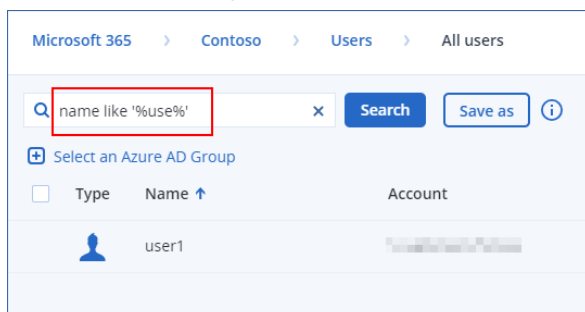 Microsoft 365 > Contoso > Users > All users
name like '%use%' × Search Save as i
Select an Azure AD Group
Type Name ↑ Account
user1